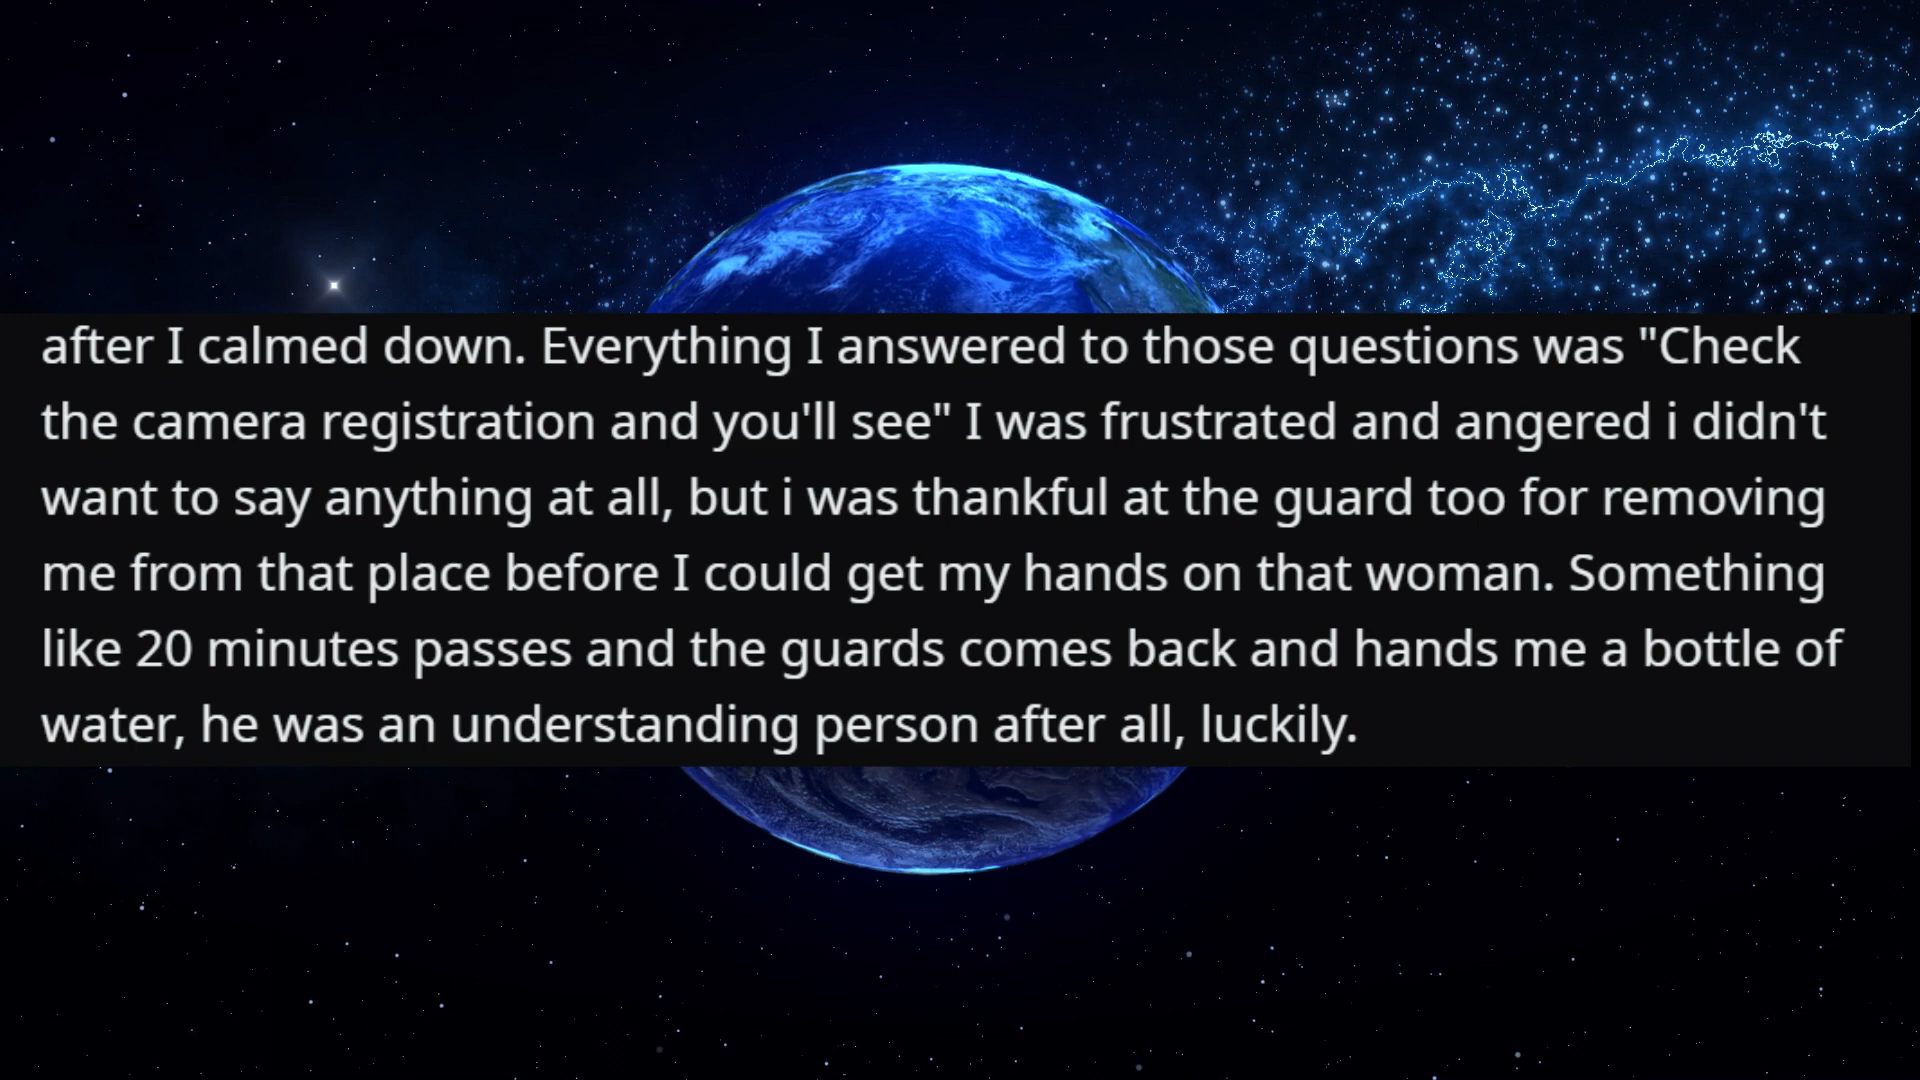 after I calmed down. Everything I answered to those questions was "Check
the camera registration and you'll see" I was frustrated and angered i didn't
want to say anything at all, but i was thankful at the guard too for removing
me from that place before I could get my hands on that woman. Something
like 20 minutes passes and the guards comes back and hands me a bottle of
water, he was an understanding person after all, luckily.